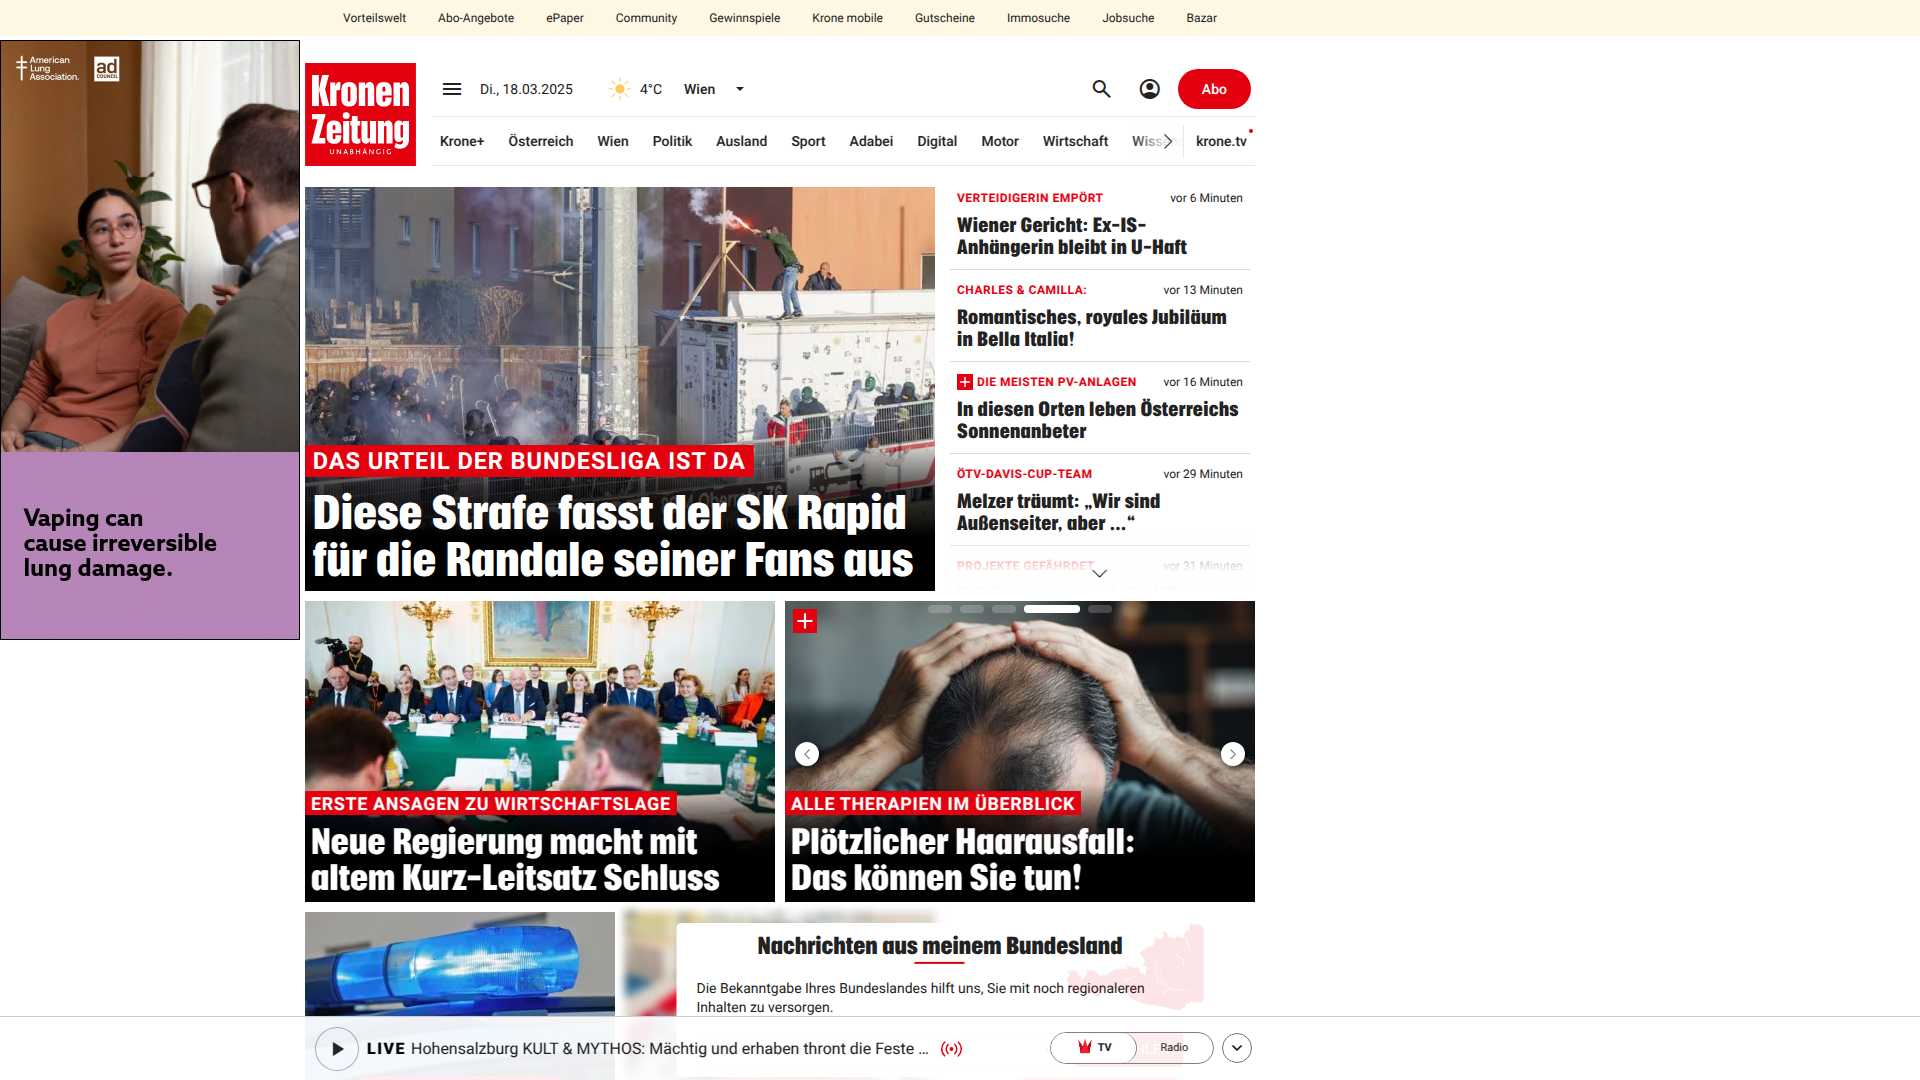 Vorteilswelt Abo-Angebote ePaper Community Gewinnspiele Krone mobile Gutscheine Immosuche Jobsuche Bazar
American
Lung
Association.
ad
COUNCIL
Vaping can
cause irreversible
lung damage.
Kronen
Zeitung
UNABHÄNGIG
Di., 18.03.2025 4°C Wien Abo
Krone+ Österreich Wien Politik Ausland Sport Adabei Digital Motor Wirtschaft krone.tv
DAS URTEIL DER BUNDESLIGA IST DA
Diese Strafe fasst der SK Rapid
für die Randale seiner Fans aus
VERTEIDIGERIN EMPÖRT vor 6 Minuten
Wiener Gericht: Ex-IS-
Anhängerin bleibt in U-Haft
CHARLES & CAMILLA: vor 13 Minuten
Romantisches, royales Jubiläum
in Bella Italia!
DIE MEISTEN PV-ANLAGEN vor 16 Minuten
In diesen Orten leben Österreichs
Sonnenanbeter
ÖTV-DAVIS-CUP-TEAM vor 29 Minuten
Melzer träumt: „Wir sind
Außenseiter, aber ...“
PROJEKTE GEFÄHRDET vor 31 Minuten
ERSTE ANSAGEN ZU WIRTSCHAFTSLAGE
Neue Regierung macht mit
altem Kurz-Leitsatz Schluss
ALLE THERAPIEN IM ÜBERBLICK
Plötzlicher Haarausfall:
Das können Sie tun!
Nachrichten aus meinem Bundesland
Die Bekanntgabe Ihres Bundeslandes hilft uns, Sie mit noch regionaleren
Inhalten zu versorgen.
LIVE Hohensalzburg KULT & MYTHOS: Mächtig und erhaben thront die Feste ...
TV Radio